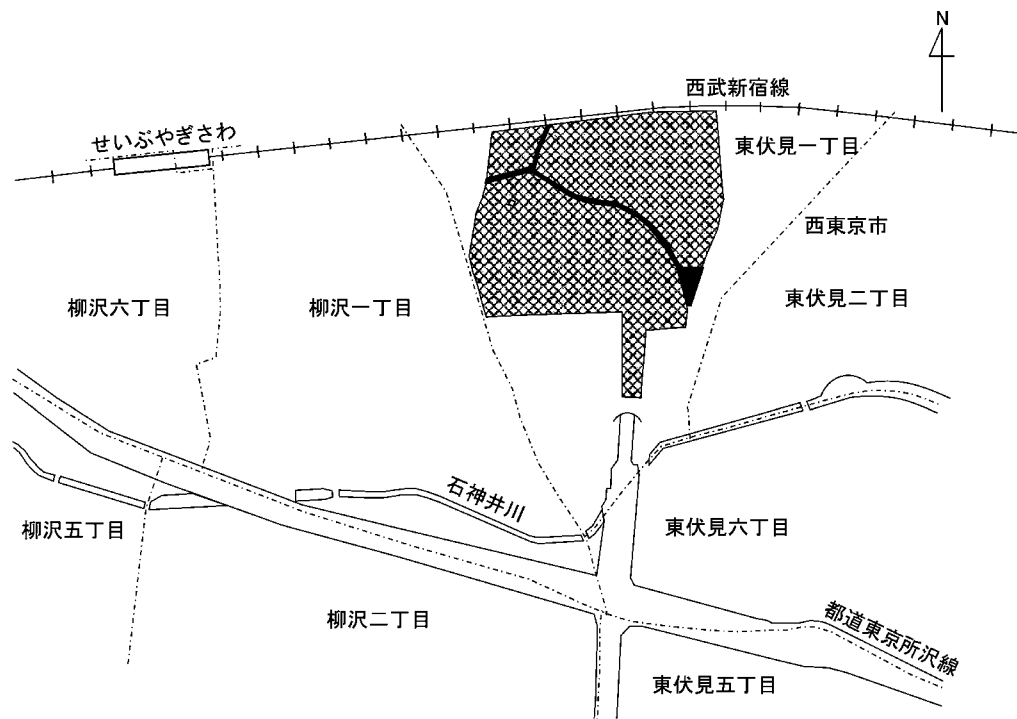 N
西武新宿線
せいぶやぎさわ
東伏見一丁目
西東京市
柳沢六丁目
柳沢一丁目
東伏見二丁目
石神井川
柳沢五丁目
東伏見六丁目
柳沢二丁目
都道東京所沢線
東伏見五丁目